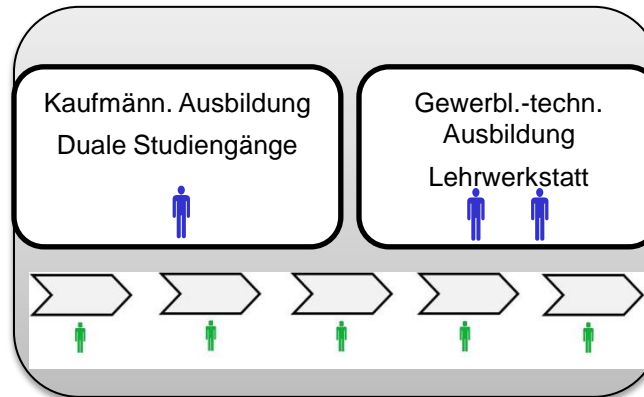 Kaufmänn. Ausbildung
Duale Studiengänge
Gewerbl.-techn.
Ausbildung
Lehrwerkstatt